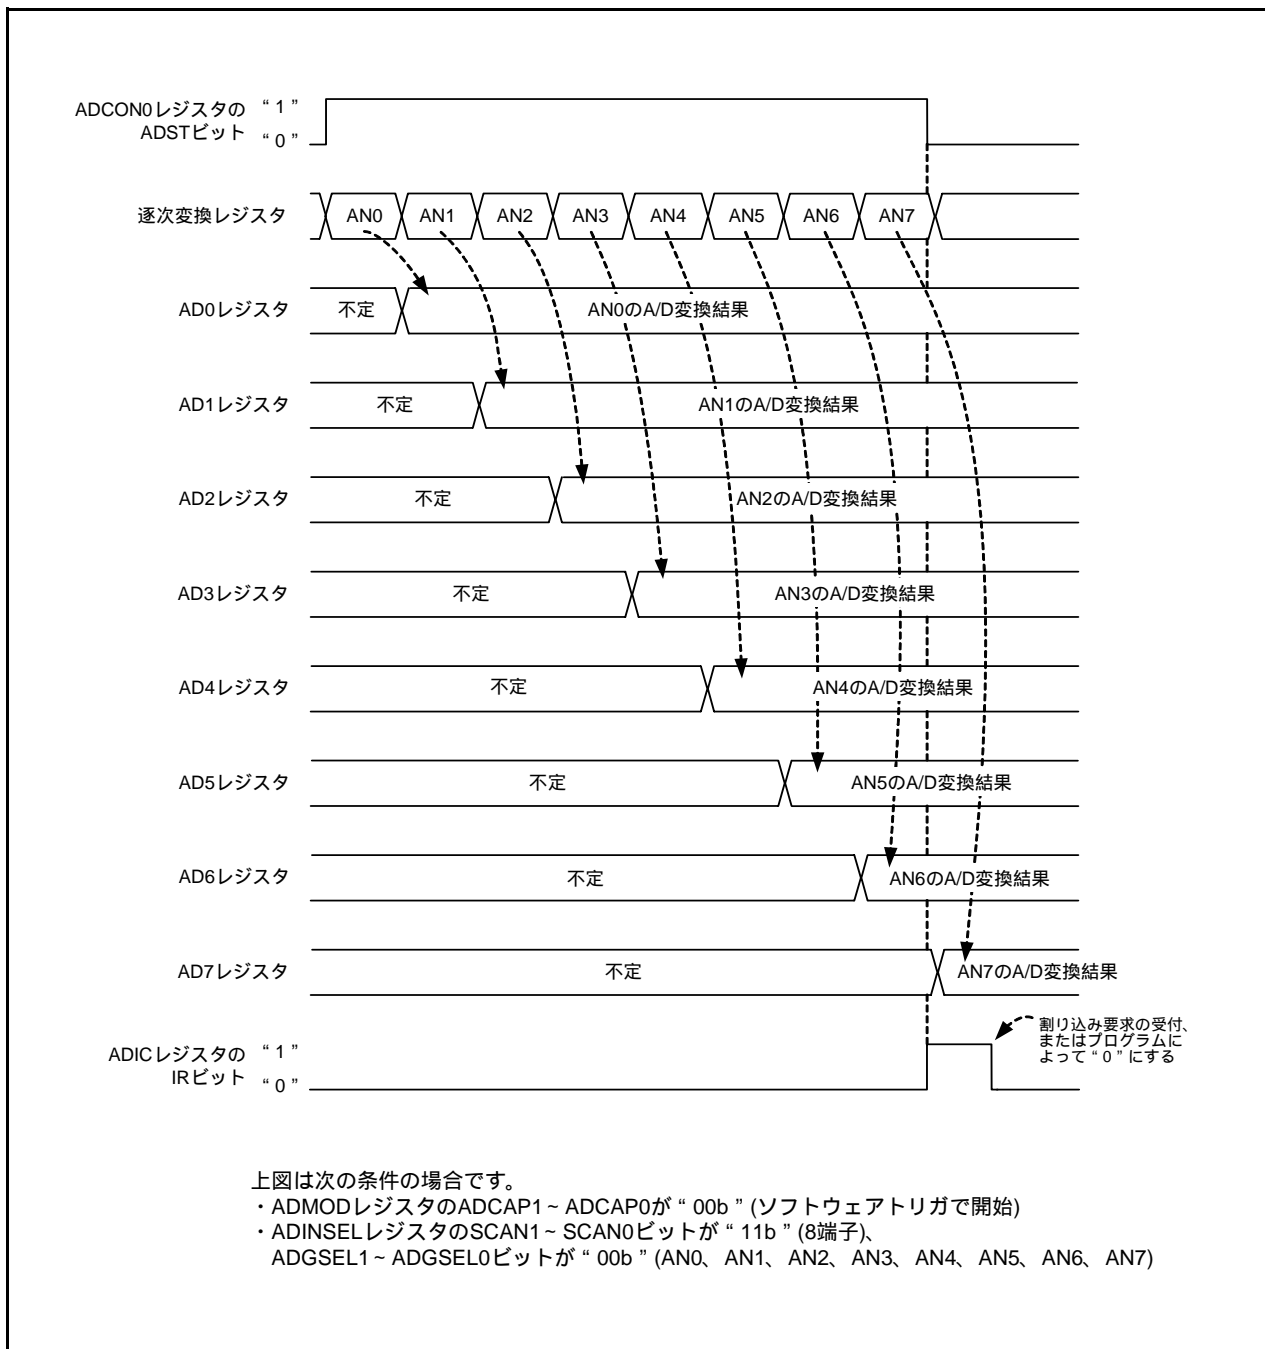 ADCON0レジスタの “ 1 ”
ADSTビット “ 0 ”
逐次変換レジスタ AN0 AN1 AN2 AN3 AN4 AN5 AN6 AN7
AD0レジスタ 不定 AN0のA/D変換結果
AD1レジスタ 不定 AN1のA/D変換結果
AD2レジスタ 不定 AN2のA/D変換結果
AD3レジスタ 不定 AN3のA/D変換結果
AD4レジスタ 不定 AN4のA/D変換結果
AD5レジスタ 不定 AN5のA/D変換結果
AD6レジスタ 不定 AN6のA/D変換結果
AD7レジスタ 不定 AN7のA/D変換結果
ADICレジスタの “ 1 ”
IRビット “ 0 ”
割り込み要求の受付、
またはプログラムに
よって “ 0 ” にする
上図は次の条件の場合です。
・ADMODレジスタのADCAP1~ADCAP0が “ 00b ” (ソフトウェアトリガで開始)
・ADINSELレジスタのSCAN1~SCAN0ビットが “ 11b ” (8端子)、
ADGSEL1~ADGSEL0ビットが “ 00b ” (AN0、AN1、AN2、AN3、AN4、AN5、AN6、AN7)